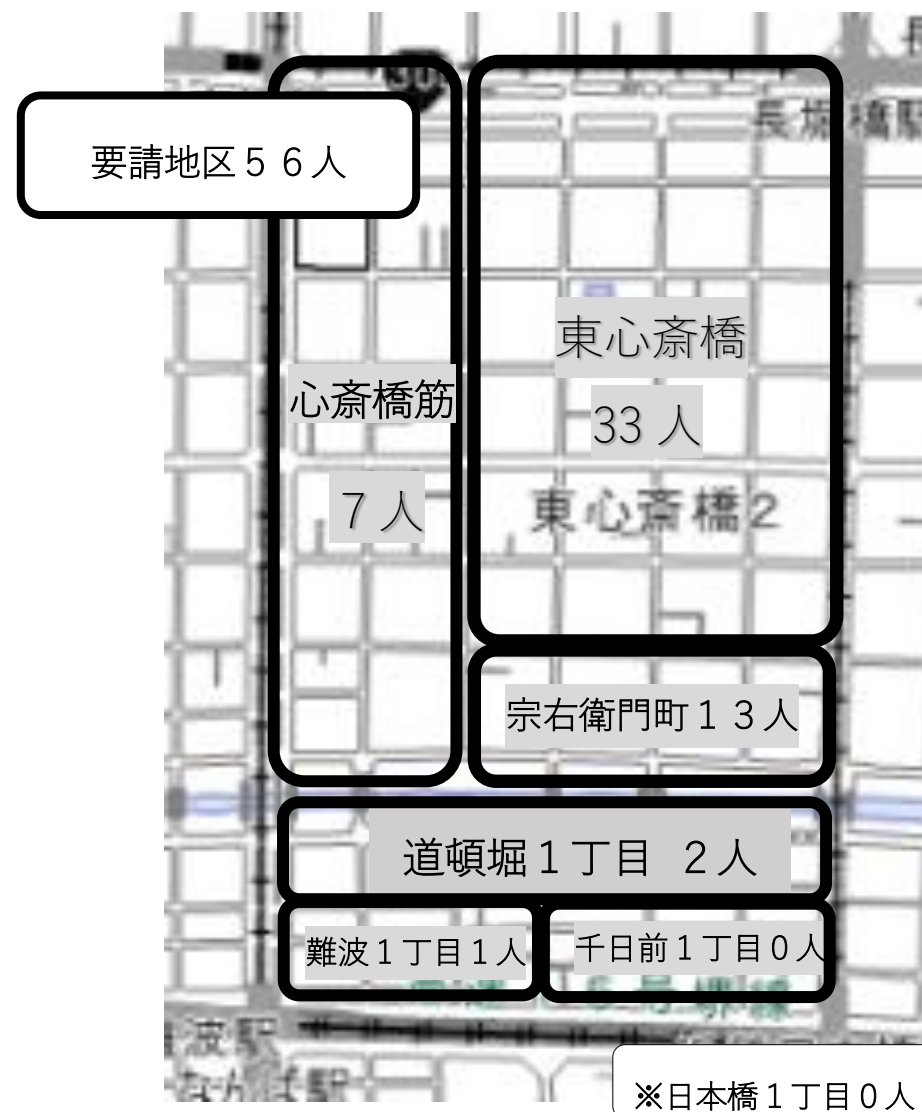 長堀橋駅
要請地区５６人
東心斎橋
心斎橋筋
33 人
７人
東心斎橋2
宗右衛門町１３人
道頓堀１丁目 ２人
難波１丁目１人
千日前１丁目０人
号堺線
波駅
なんば駅
※日本橋１丁目０人